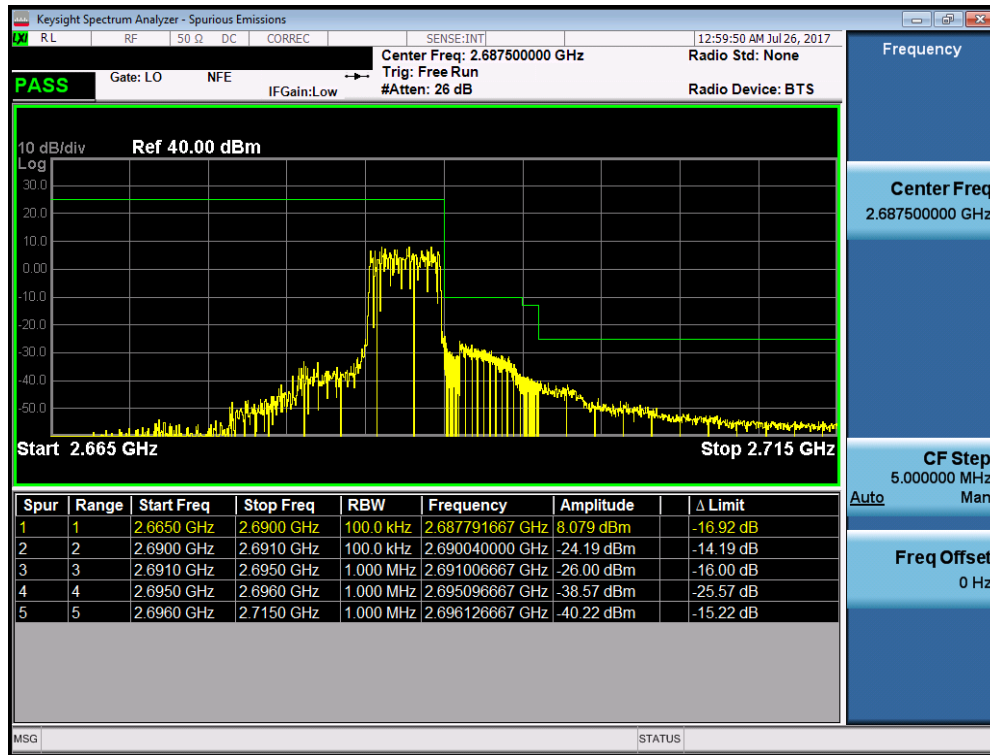 Keysight Spectrum Analyzer - Spurious Emissions
LXI RL RF 50 Ω DC CORREC SENSE:INT 12:59:50 AM Jul 26, 2017
Center Freq: 2.687500000 GHz Radio Std: None
PASS Gate: LO NFE Trig: Free Run
IFGain:Low #Atten: 26 dB Radio Device: BTS
10 dB/div Ref 40.00 dBm
Log
30.0
20.0
10.0
0.00
-10.0
-20.0
-30.0
-40.0
-50.0
Start 2.665 GHz Stop 2.715 GHz
Spur Range Start Freq Stop Freq RBW Frequency Amplitude Δ Limit
1 1 2.6650 GHz 2.6900 GHz 100.0 kHz 2.687791667 GHz 8.079 dBm -16.92 dB
2 2 2.6900 GHz 2.6910 GHz 100.0 kHz 2.690040000 GHz -24.19 dBm -14.19 dB
3 3 2.6910 GHz 2.6950 GHz 1.000 MHz 2.691006667 GHz -26.00 dBm -16.00 dB
4 4 2.6950 GHz 2.6960 GHz 1.000 MHz 2.695096667 GHz -38.57 dBm -25.57 dB
5 5 2.6960 GHz 2.7150 GHz 1.000 MHz 2.696126667 GHz -40.22 dBm -15.22 dB
MSG STATUS
Frequency
Center Freq
2.687500000 GHz
CF Step
5.000000 MHz
Auto Man
Freq Offset
0 Hz